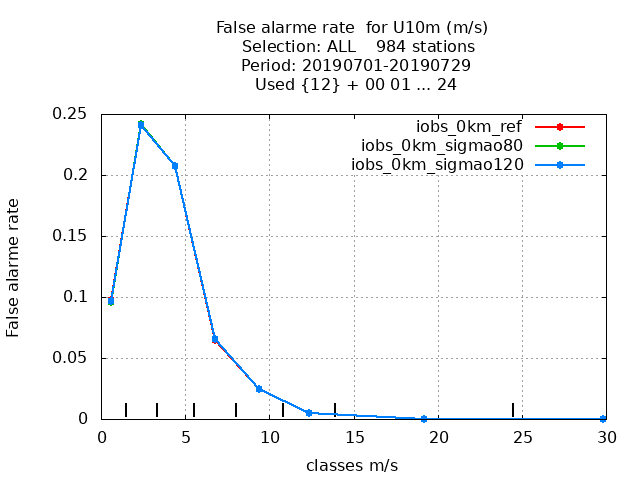 False alarme rate  for U10m (m/s)
Selection: ALL    984 stations
Period: 20190701-20190729
Used {12} + 00 01 ... 24
iobs_0km_ref
iobs_0km_sigmao80
iobs_0km_sigmao120
False alarme rate
0.25
0.2
0.15
0.1
0.05
0
0 5 10 15 20 25 30
classes m/s